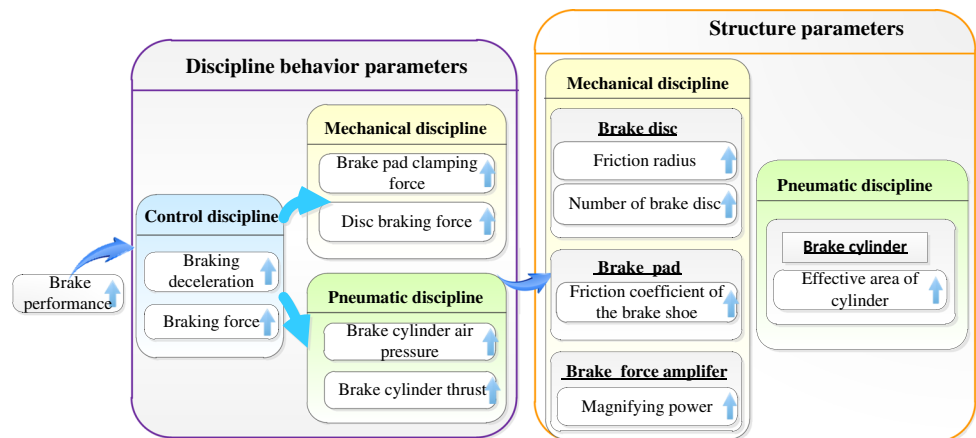 Brake
performance
Discipline behavior parameters
Control discipline
Braking
deceleration
Braking force
Mechanical discipline
Brake pad clamping
force
Disc braking force
Pneumatic discipline
Brake cylinder air
pressure
Brake cylinder thrust
Structure parameters
Mechanical discipline
Brake disc
Friction radius
Number of brake disc
Brake pad
Friction coefficient of
the brake shoe
Brake force amplifer
Magnifying power
Pneumatic discipline
Brake cylinder
Effective area of
cylinder